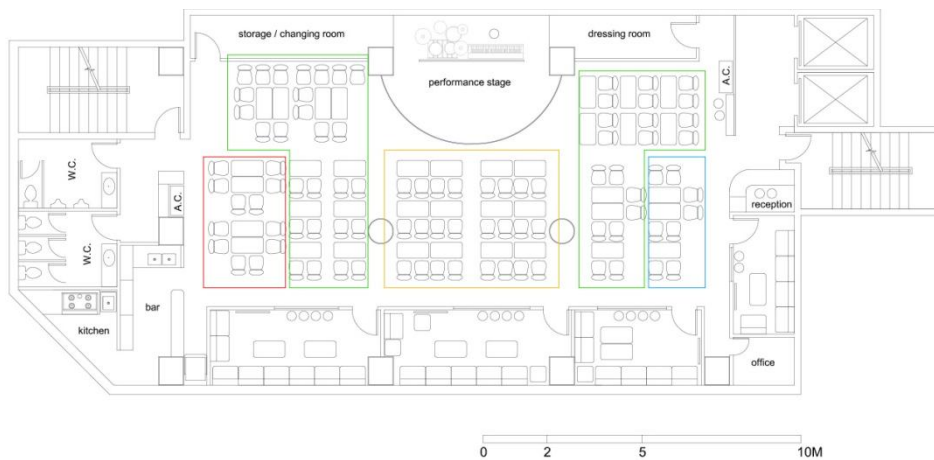 storage / changing room
dressing room
performance stage
A.C.
W.C.
A.C.
reception
W.C.
bar
kitchen
office
0 2 5 10M